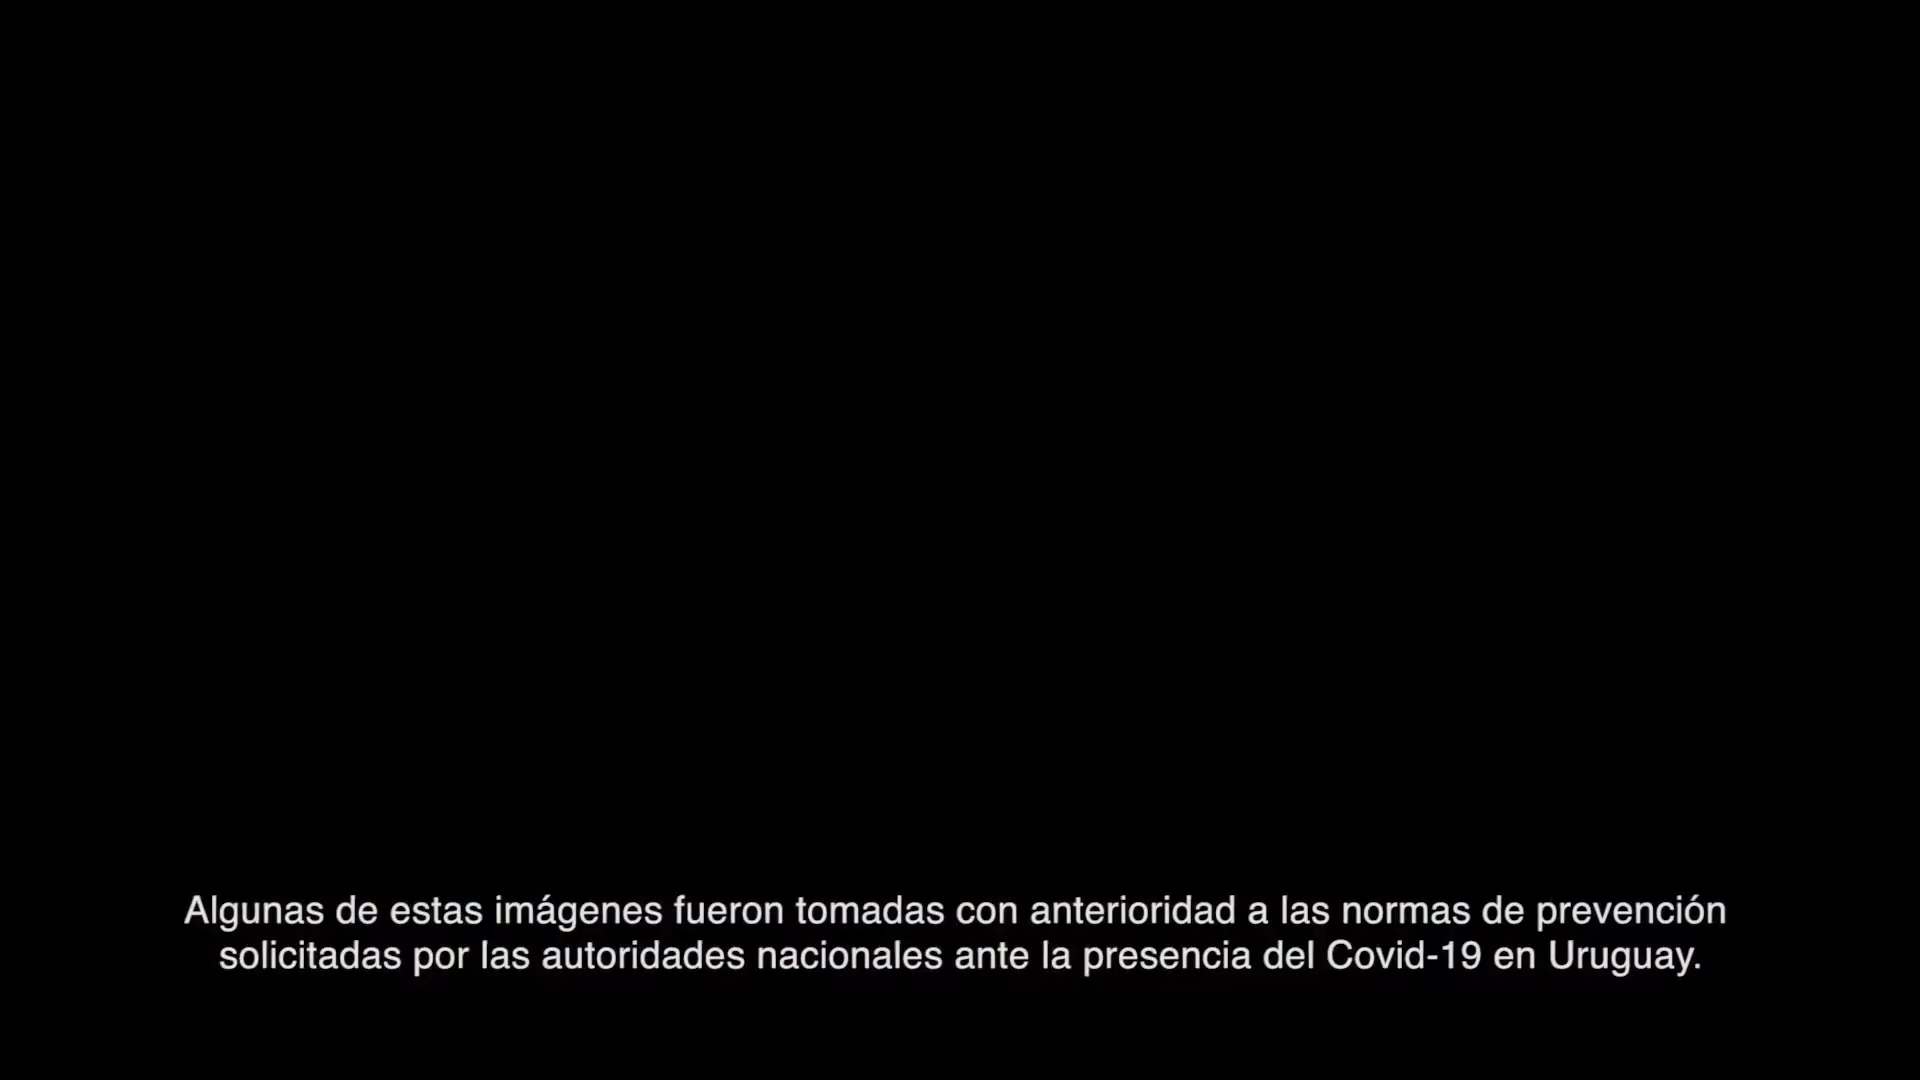 Algunas de estas imágenes fueron tomadas con anterioridad a las normas de prevención
solicitadas por las autoridades nacionales ante la presencia del Covid-19 en Uruguay.